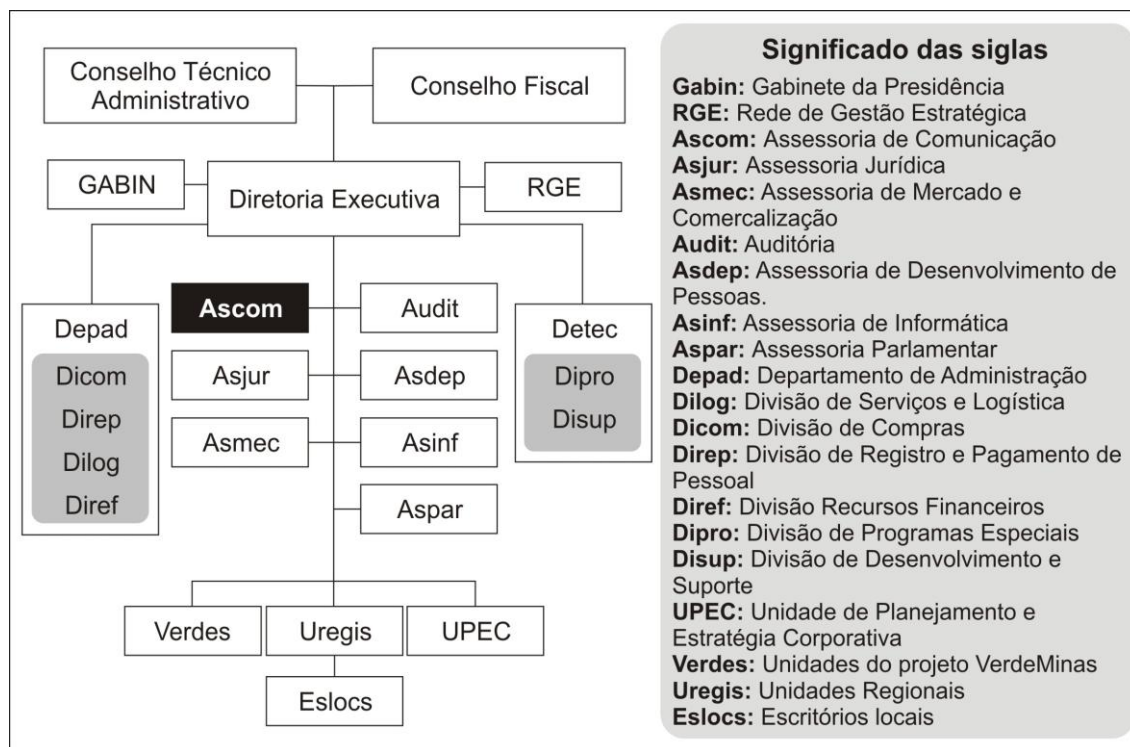 Conselho Técnico
Administrativo
Conselho Fiscal
GABIN
Diretoria Executiva
RGE
Depad
Dicom
Direp
Dilog
Diref
Ascom
Audit
Asjur
Asdep
Asmec
Asinf
Aspar
Detec
Dipro
Disup
Verdes
Uregis
UPEC
Eslocs
Significado das siglas
Gabin: Gabinete da Presidência
RGE: Rede de Gestão Estratégica
Ascom: Assessoria de Comunicação
Asjur: Assessoria Jurídica
Asmec: Assessoria de Mercado e
Comercalização
Audit: Auditória
Asdep: Assessoria de Desenvolvimento de
Pessoas.
Asinf: Assessoria de Informática
Aspar: Assessoria Parlamentar
Depad: Departamento de Administração
Dilog: Divisão de Serviços e Logística
Dicom: Divisão de Compras
Direp: Divisão de Registro e Pagamento de
Pessoal
Diref: Divisão Recursos Financeiros
Dipro: Divisão de Programas Especiais
Disup: Divisão de Desenvolvimento e
Suporte
UPEC: Unidade de Planejamento e
Estratégia Corporativa
Verdes: Unidades do projeto VerdeMinas
Uregis: Unidades Regionais
Eslocs: Escritórios locais